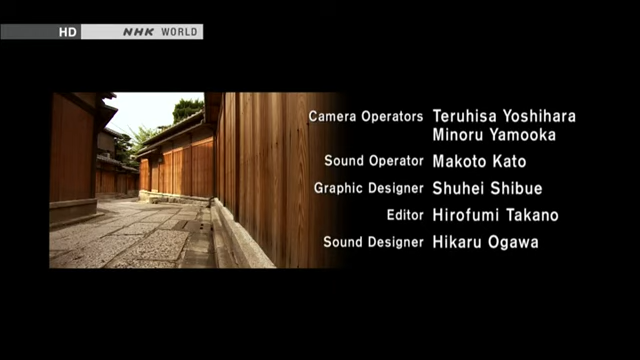 HD NHK WORLD
Camera Operators Teruhisa Yoshihara
Minoru Yamooka
Sound Operator Makoto Kato
Graphic Designer Shuhei Shibue
Editor Hirofumi Takano
Sound Designer Hikaru Ogawa